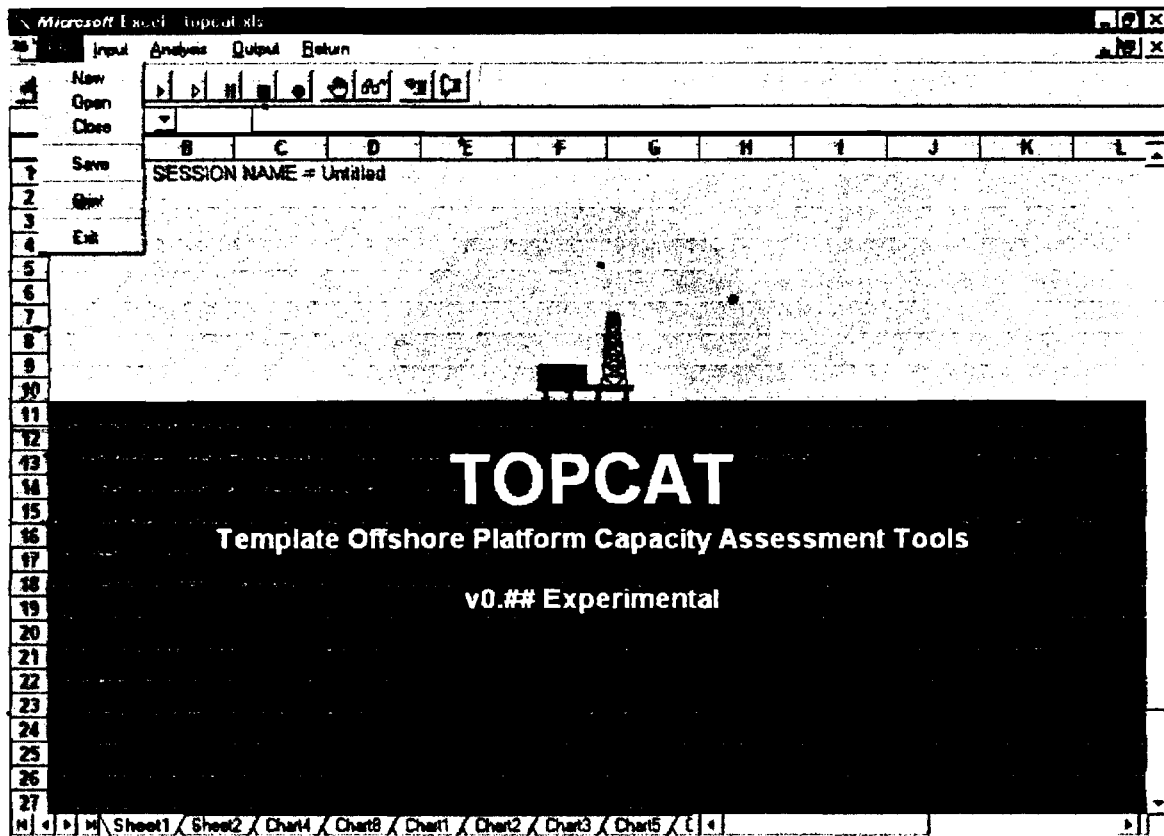 Microsoft Excel - topcat.xls
Input Analysis Output Return
New
Open
Close
Save
Print
Exit
B C D E F G H I J K L
SESSION NAME = Untitled
1
2
3
4
5
6
7
8
9
10
11
12
13
14
15
16
17
18
19
20
21
22
23
24
25
26
27
TOPCAT
Template Offshore Platform Capacity Assessment Tools
v0.## Experimental
Sheet1 Sheet2 Chart4 Chart8 Chart1 Chart2 Chart3 Chart5